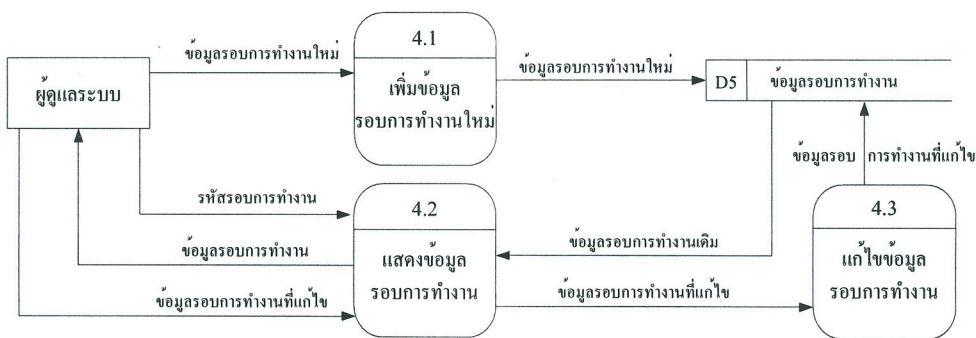 4.1
ข้อมูลรอบการทำงานใหม่
เพิ่มข้อมูล
รอบการทำงานใหม่
ข้อมูลรอบการทำงานใหม่
D5
ข้อมูลรอบการทำงาน
ผู้ดูแลระบบ
ข้อมูลรอบ
การทำงานที่แก้ไข
รหัสรอบการทำงาน
4.2
แสดงข้อมูล
รอบการทำงาน
ข้อมูลรอบการทำงาน
ข้อมูลรอบการทำงานเดิม
4.3
แก้ไขข้อมูล
รอบการทำงาน
ข้อมูลรอบการทำงานที่แก้ไข
ข้อมูลรอบการทำงานที่แก้ไข